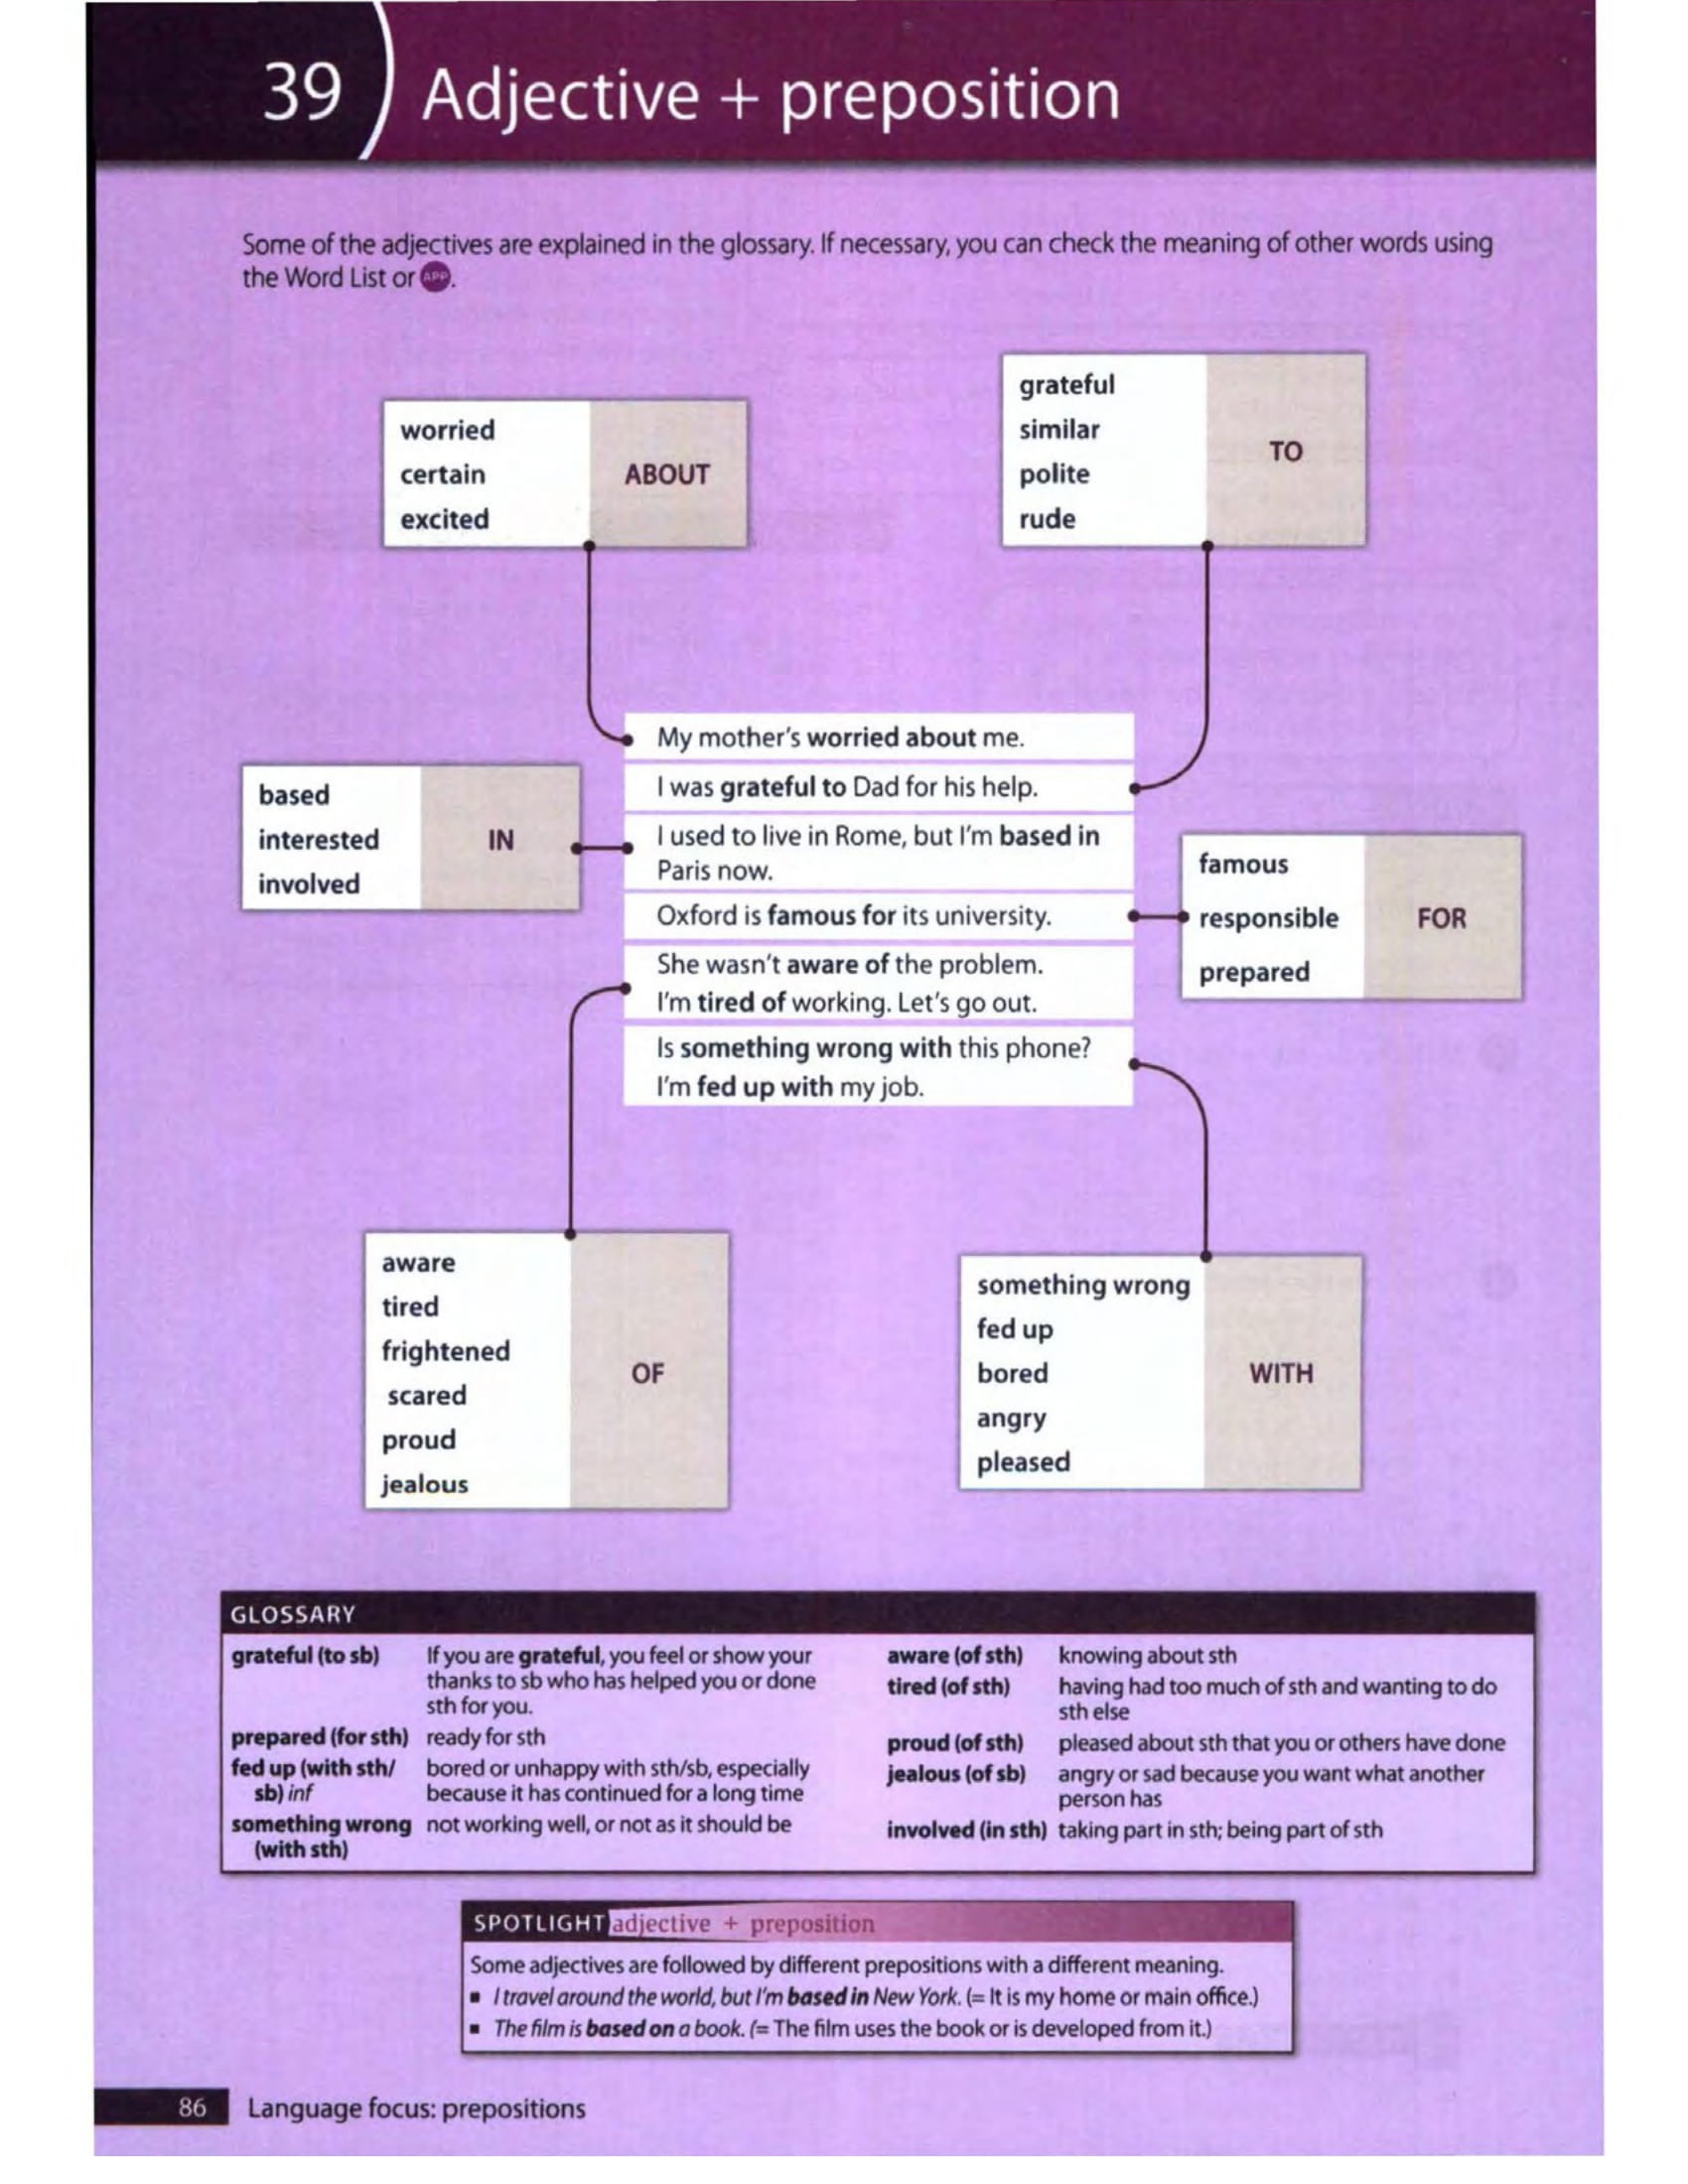 39 Adjective + preposition
Some of the adjectives are explained in the glossary. If necessary, you can check the meaning of other words using
the Word List or APP.
worried
certain
excited
ABOUT
grateful
similar
polite
rude
TO
My mother's worried about me.
I was grateful to Dad for his help.
I used to live in Rome, but I'm based in
Paris now.
Oxford is famous for its university.
She wasn't aware of the problem.
I'm tired of working. Let's go out.
Is something wrong with this phone?
I'm fed up with my job.
based
interested
involved
IN
famous
responsible
prepared
FOR
aware
tired
frightened
scared
proud
jealous
OF
something wrong
fed up
bored
angry
pleased
WITH
GLOSSARY
grateful (to sb) If you are grateful, you feel or show your
thanks to sb who has helped you or done
sth for you.
prepared (for sth) ready for sth
fed up (with sth/ bored or unhappy with sth/sb, especially
sb) inf because it has continued for a long time
something wrong not working well, or not as it should be
(with sth)
aware (of sth) knowing about sth
tired (of sth) having had too much of sth and wanting to do
sth else
proud (of sth) pleased about sth that you or others have done
jealous (of sb) angry or sad because you want what another
person has
involved (in sth) taking part in sth; being part of sth
SPOTLIGHT adjective + preposition
Some adjectives are followed by different prepositions with a different meaning.
▪ I travel around the world, but I'm based in New York. (= It is my home or main office.)
▪ The film is based on a book. (= The film uses the book or is developed from it.)
86 Language focus: prepositions